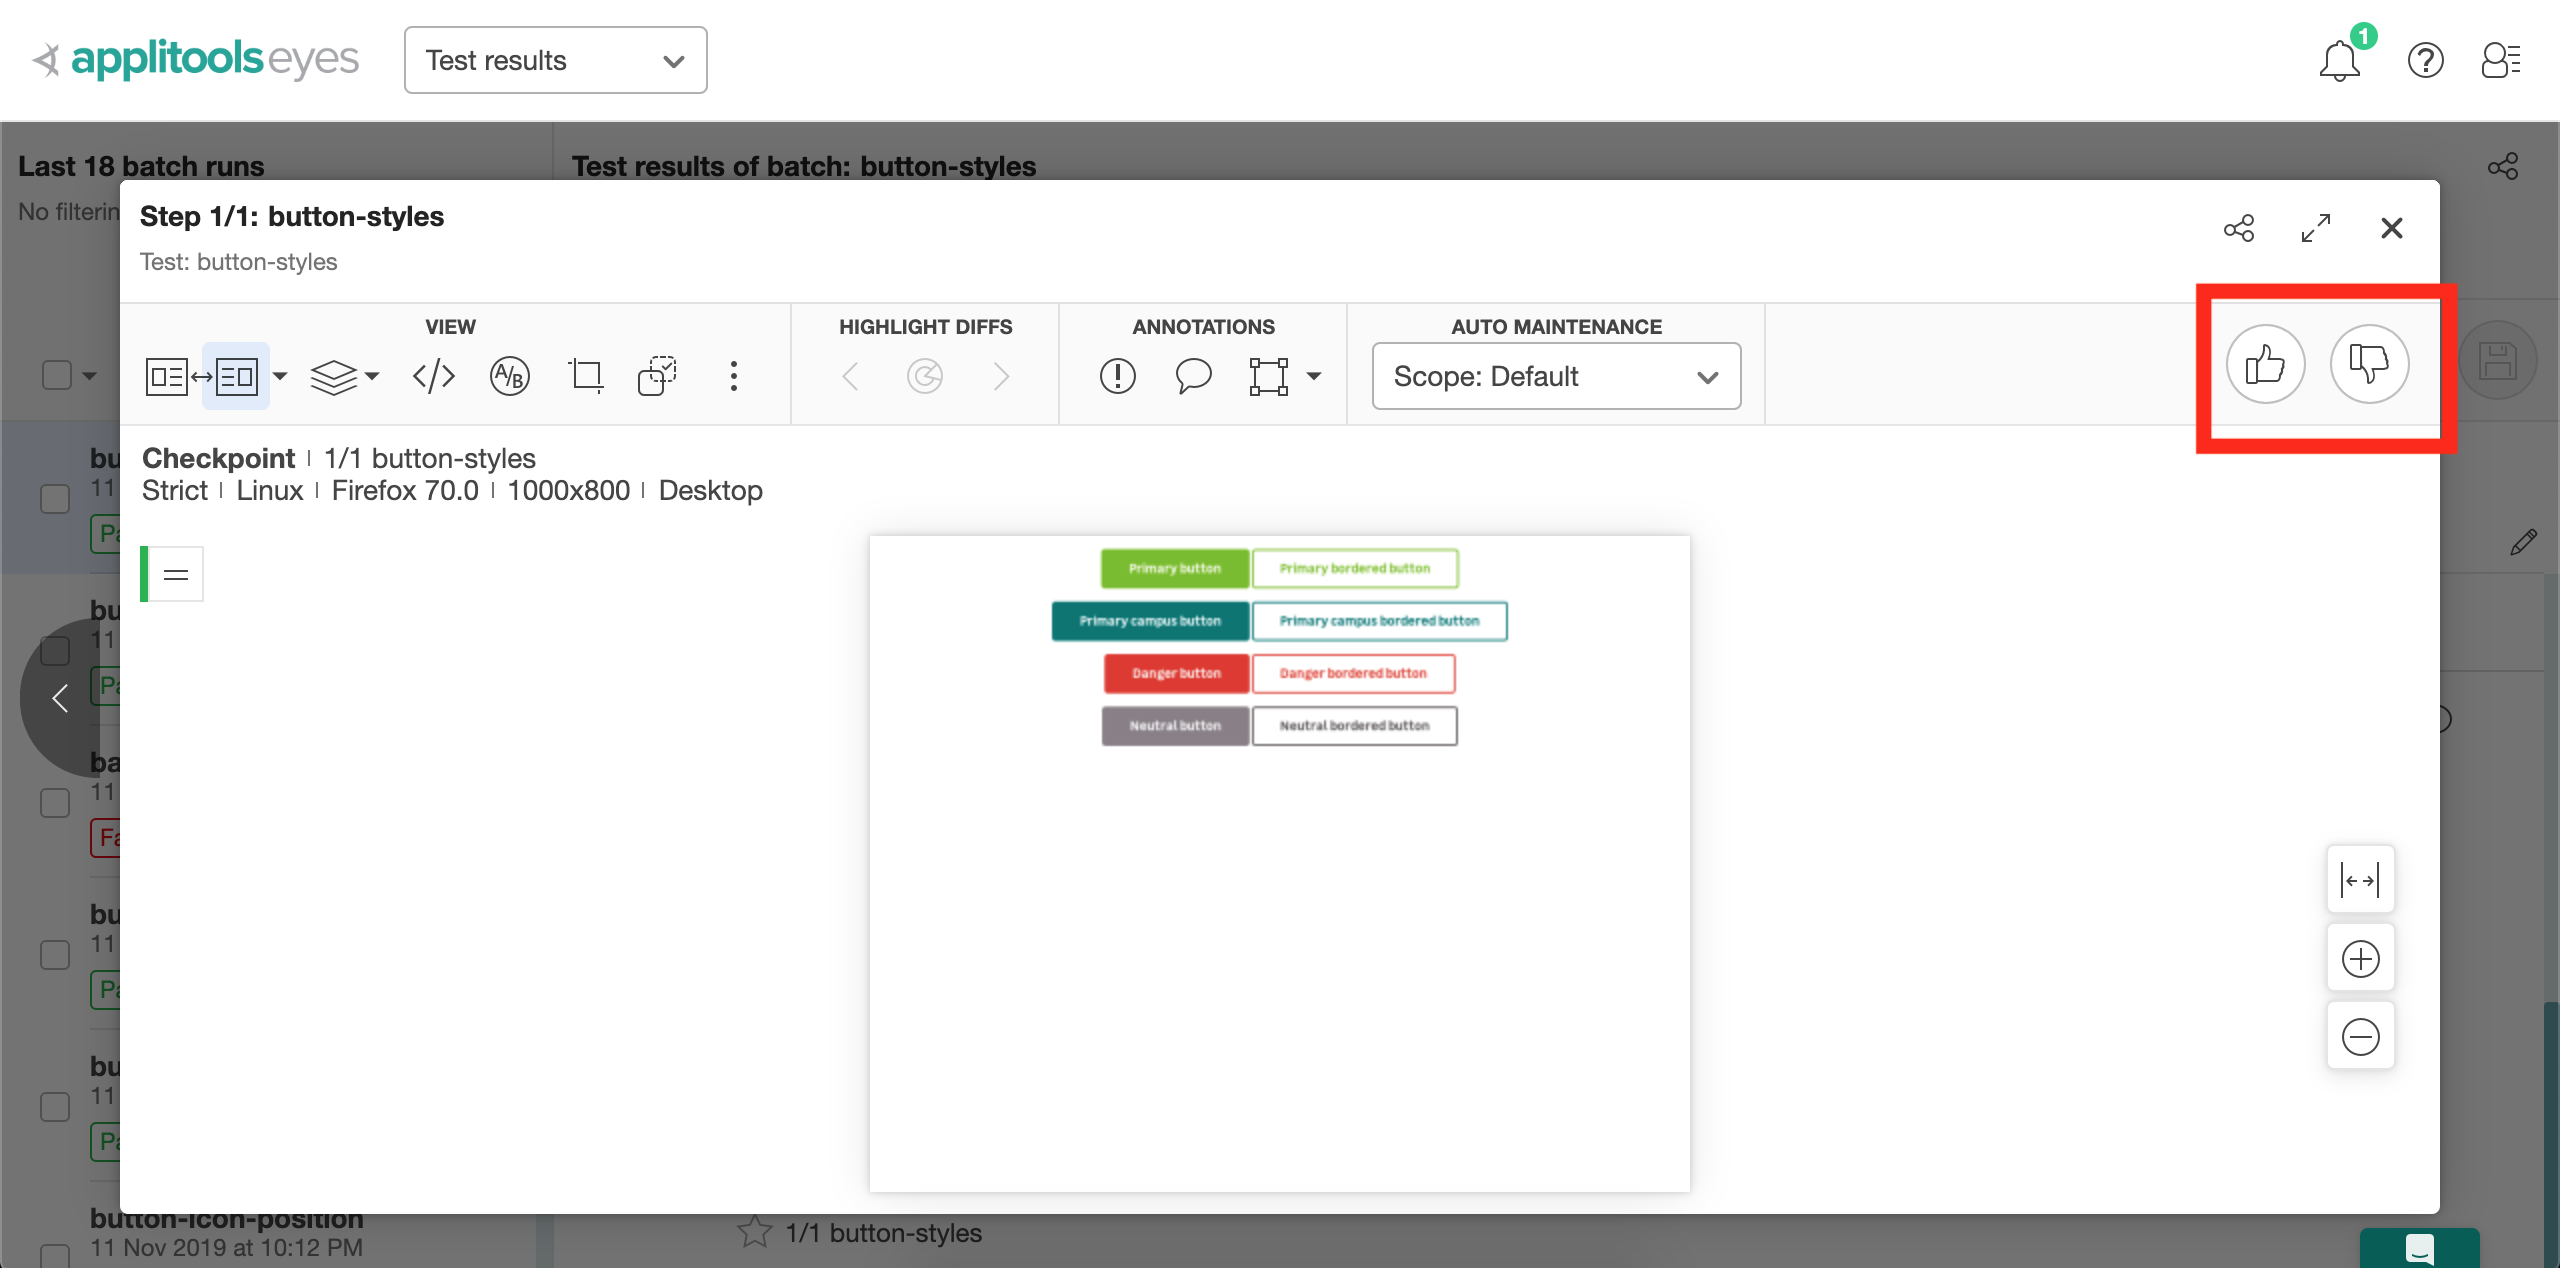 applitools eyes
Test results
1
Last 18 batch runs
Test results of batch: button-styles
No filterin
Step 1/1: button-styles
Test: button-styles
VIEW
HIGHLIGHT DIFFS
ANNOTATIONS
AUTO MAINTENANCE
A/B
Scope: Default
Checkpoint | 1/1 button-styles
Strict | Linux | Firefox 70.0 | 1000x800 | Desktop
bu
11
Pa
Primary button
Primary bordered button
Primary campus button
Primary campus bordered button
Danger button
Danger bordered button
Neutral button
Neutral bordered button
bu
11
Pa
ba
11
Fa
bu
11
Pa
bu
11
Pa
button-icon-position
11 Nov 2019 at 10:12 PM
1/1 button-styles